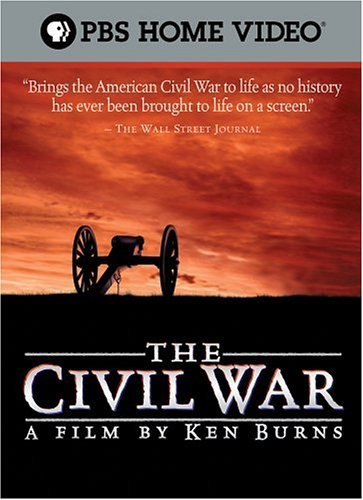 PBS HOME VIDEO®
“Brings the American Civil War to life as no history
has ever been brought to life on a screen.”
– THE WALL STREET JOURNAL
THE
CIVIL WAR
A FILM BY KEN BURNS